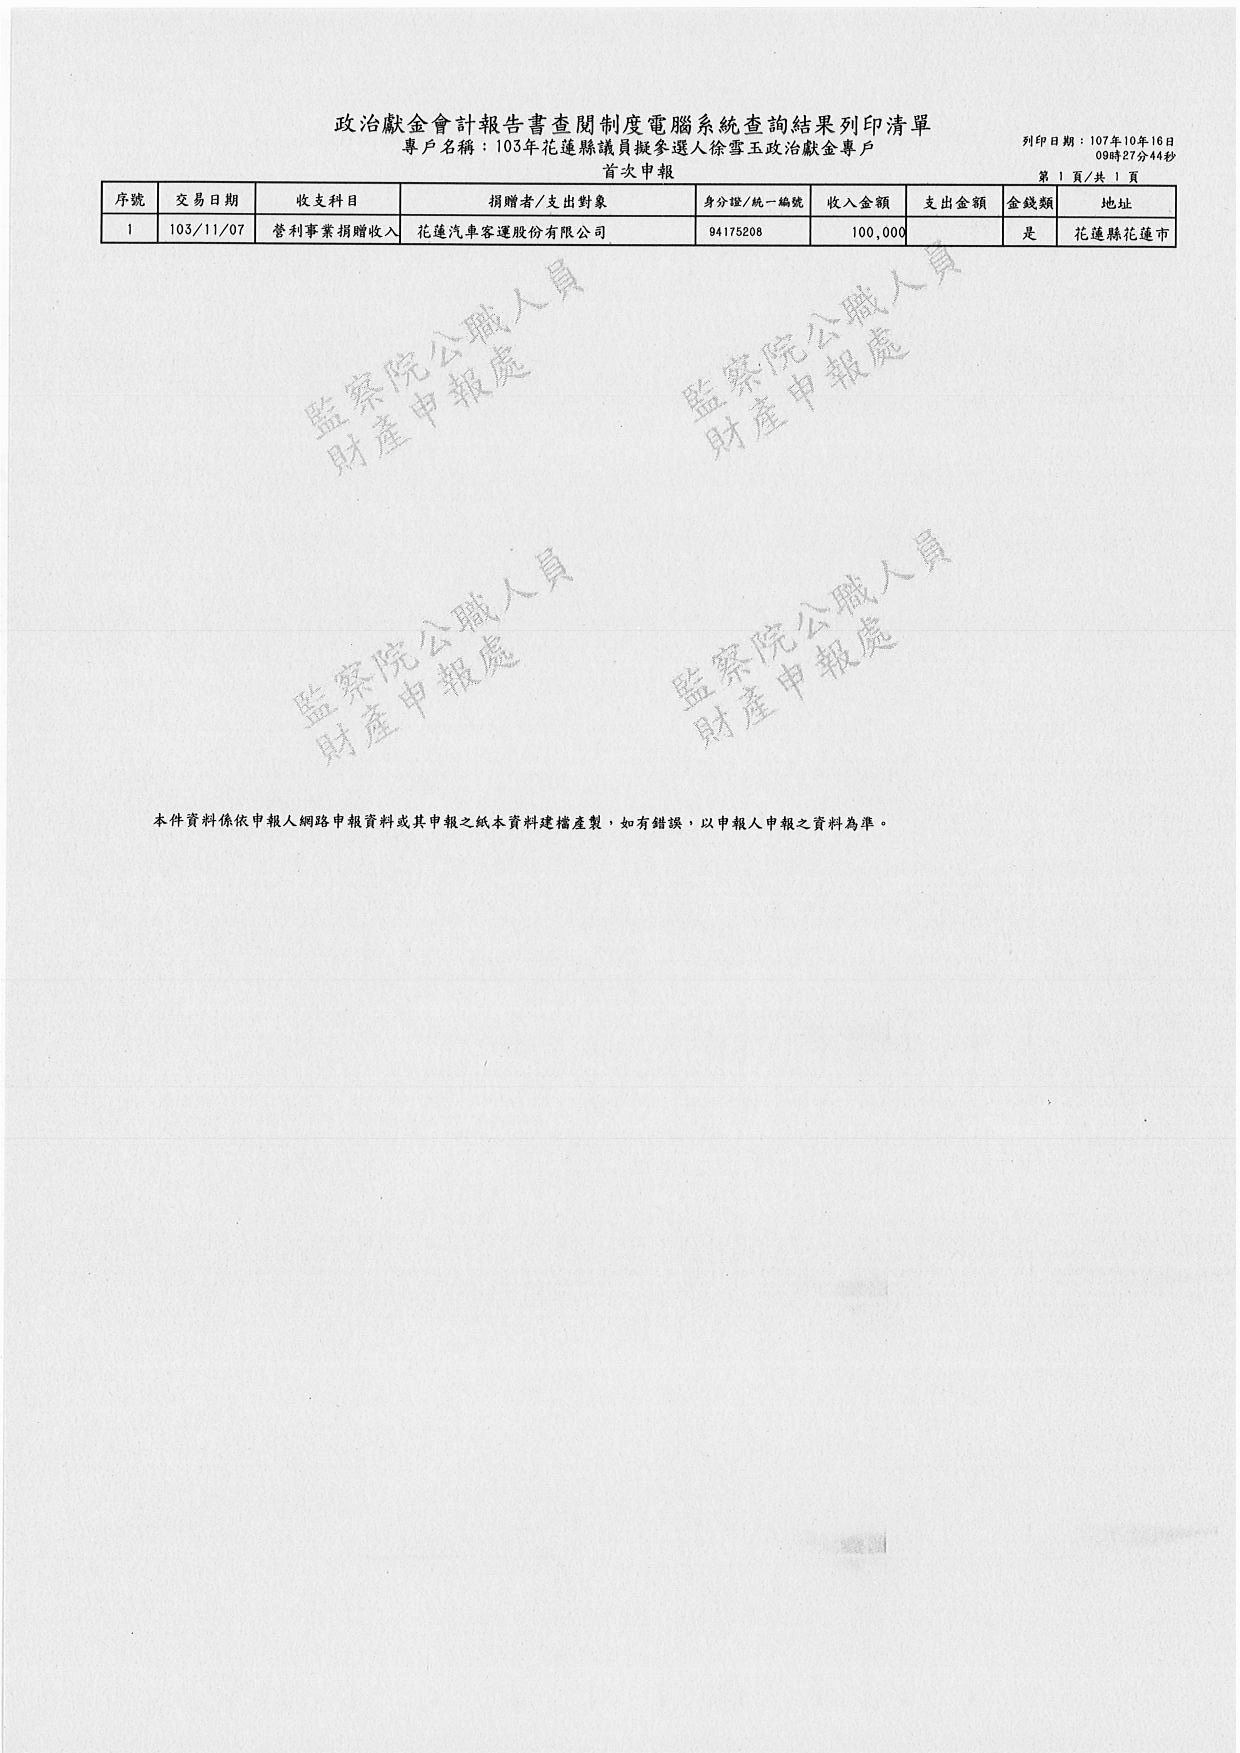 政治獻金會計報告書查閱制度電腦系統查詢結果列印清單
專戶名稱：103年花蓮縣議員擬參選人徐雪玉政治獻金專戶
首次申報
列印日期：107年10月16日
09時27分44秒
第 1 頁/共 1 頁
序號 交易日期 收支科目 捐贈者/支出對象 身分證/統一編號 收入金額 支出金額 金錢類 地址
1 103/11/07 營利事業捐贈收入 花蓮汽車客運股份有限公司 94175208 100,000 是 花蓮縣花蓮市
監察院公職人員
財產申報處
監察院公職人員
財產申報處
監察院公職人員
財產申報處
監察院公職人員
財產申報處
本件資料係依申報人網路申報資料或其申報之紙本資料建檔產製，如有錯誤，以申報人申報之資料為準。